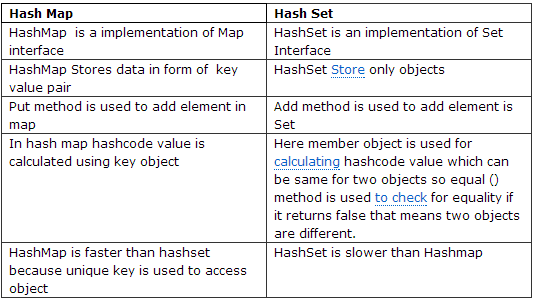 Hash Map
Hash Set
HashMap  is a implementation of Map
interface
HashSet is an implementation of Set
Interface
HashMap Stores data in form of  key
value pair
HashSet Store only objects
Put method is used to add element in
map
Add method is used to add element is
Set
In hash map hashcode value is
calculated using key object
Here member object is used for
calculating hashcode value which can
be same for two objects so equal ()
method is used to check for equality if
it returns false that means two objects
are different.
HashMap is faster than hashset
because unique key is used to access
object
HashSet is slower than Hashmap